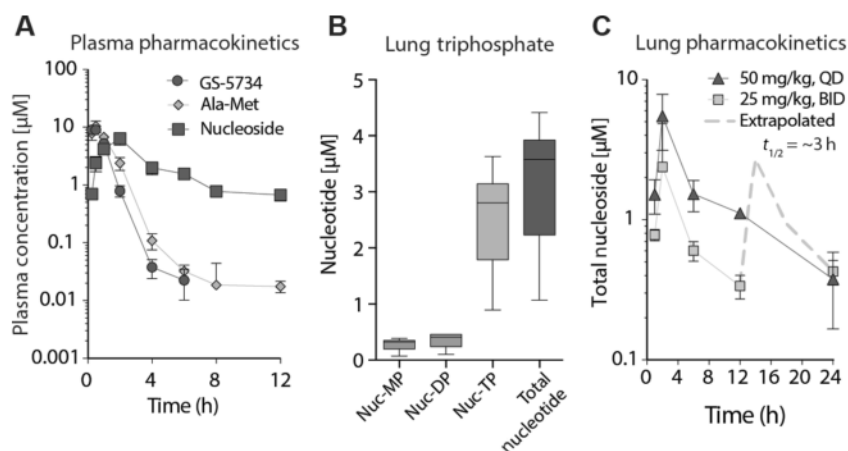 A
Plasma pharmacokinetics
Plasma concentration [µM]
100
10
1
0.1
0.01
0.001
GS-5734
Ala-Met
Nucleoside
0
4
8
12
Time (h)
B
Lung triphosphate
Nucleotide [µM]
5
4
3
2
1
0
Nuc-MP
Nuc-DP
Nuc-TP
Total
nucleotide
C
Lung pharmacokinetics
Total nucleoside [µM]
10
1
0.1
50 mg/kg, QD
25 mg/kg, BID
Extrapolated
t1/2 = ~3 h
0 4 8 12 16 20 24
Time (h)